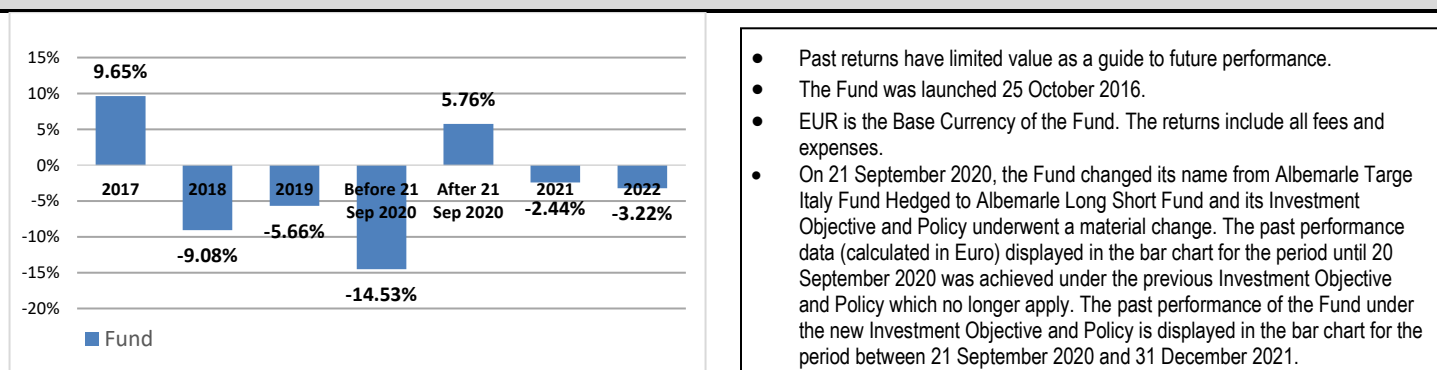 15%
10%
5%
0%
-5%
-10%
-15%
-20%
9.65%
5.76%
2017
2018
2019
Before 21
Sep 2020
After 21
Sep 2020
2021
2022
-9.08%
-5.66%
-14.53%
-2.44%
-3.22%
Fund
● Past returns have limited value as a guide to future performance.
● The Fund was launched 25 October 2016.
● EUR is the Base Currency of the Fund. The returns include all fees and
expenses.
● On 21 September 2020, the Fund changed its name from Albemarle Targe
Italy Fund Hedged to Albemarle Long Short Fund and its Investment
Objective and Policy underwent a material change. The past performance
data (calculated in Euro) displayed in the bar chart for the period until 20
September 2020 was achieved under the previous Investment Objective
and Policy which no longer apply. The past performance of the Fund under
the new Investment Objective and Policy is displayed in the bar chart for the
period between 21 September 2020 and 31 December 2021.